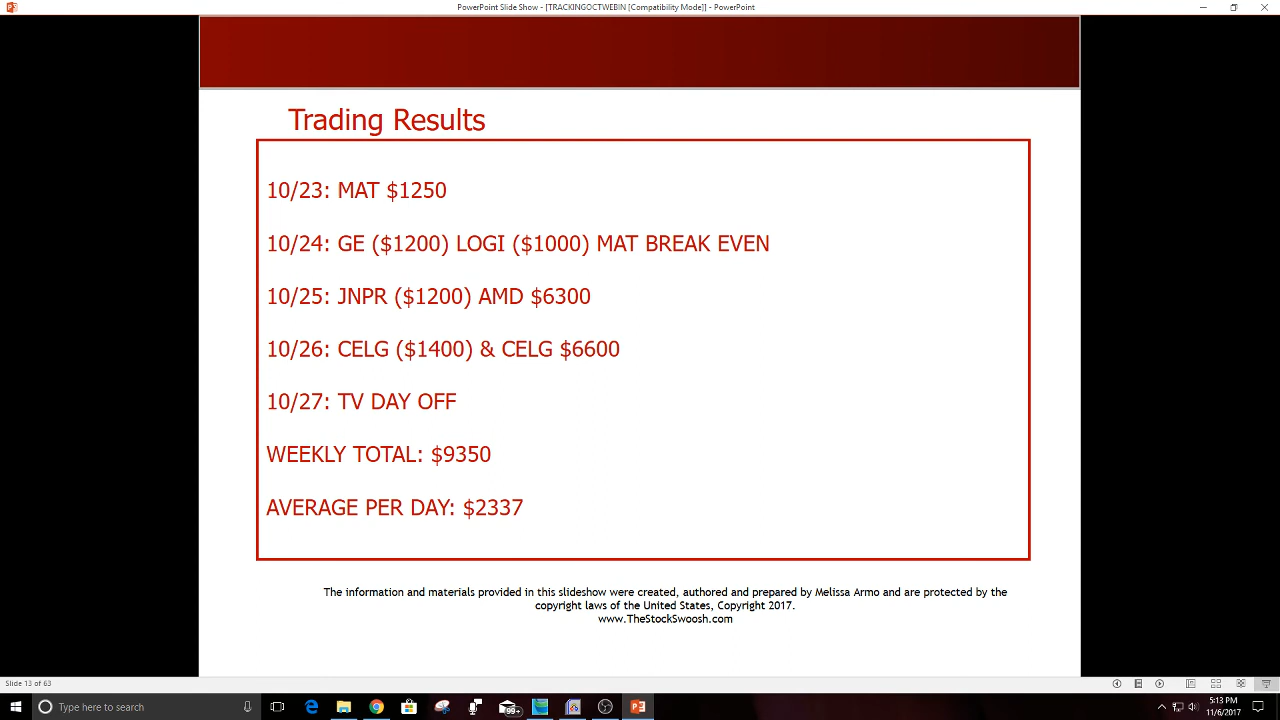 PowerPoint Slide Show - [TRACKINGOCTWEBIN [Compatibility Mode]] - PowerPoint
Trading Results
10/23: MAT $1250
10/24: GE ($1200) LOGI ($1000) MAT BREAK EVEN
10/25: JNPR ($1200) AMD $6300
10/26: CELG ($1400) & CELG $6600
10/27: TV DAY OFF
WEEKLY TOTAL: $9350
AVERAGE PER DAY: $2337
The information and materials provided in this slideshow were created, authored and prepared by Melissa Armo and are protected by the
copyright laws of the United States, Copyright 2017.
www.TheStockSwoosh.com
Slide 13 of 63
Type here to search
99+
5:13 PM
11/6/2017